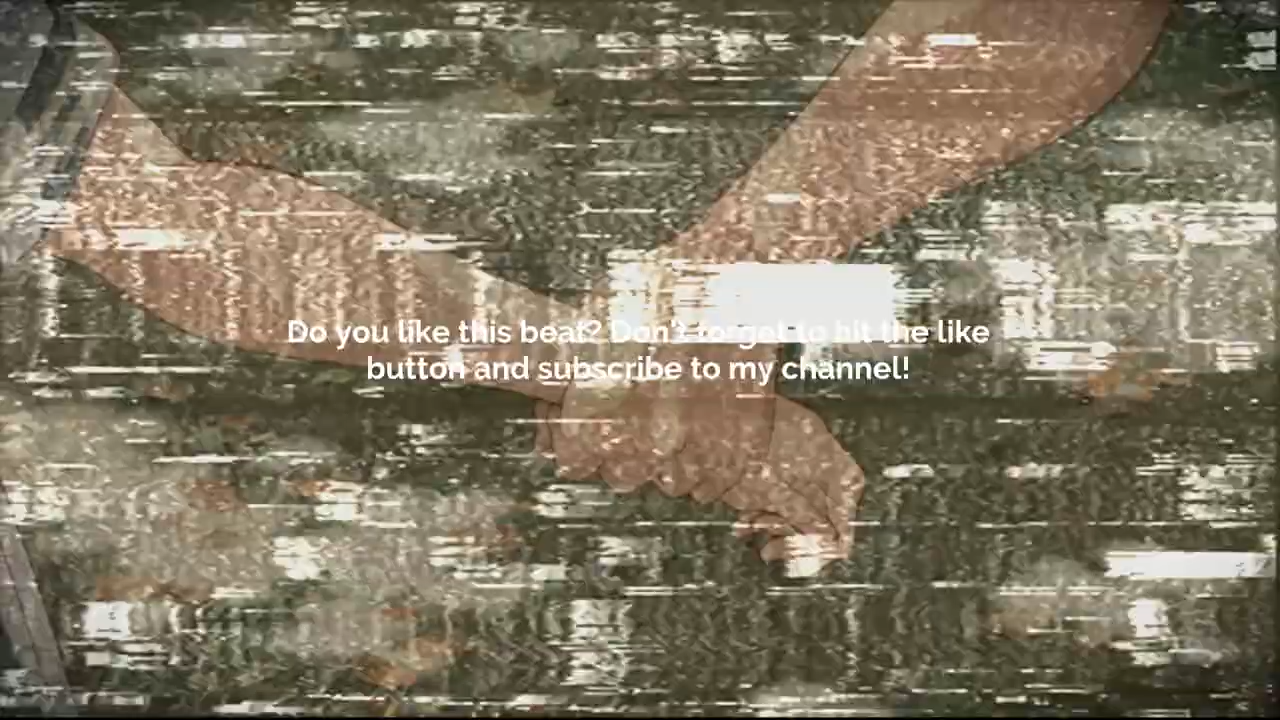 Do you like this beat? Don't forget to hit the like
button and subscribe to my channel!